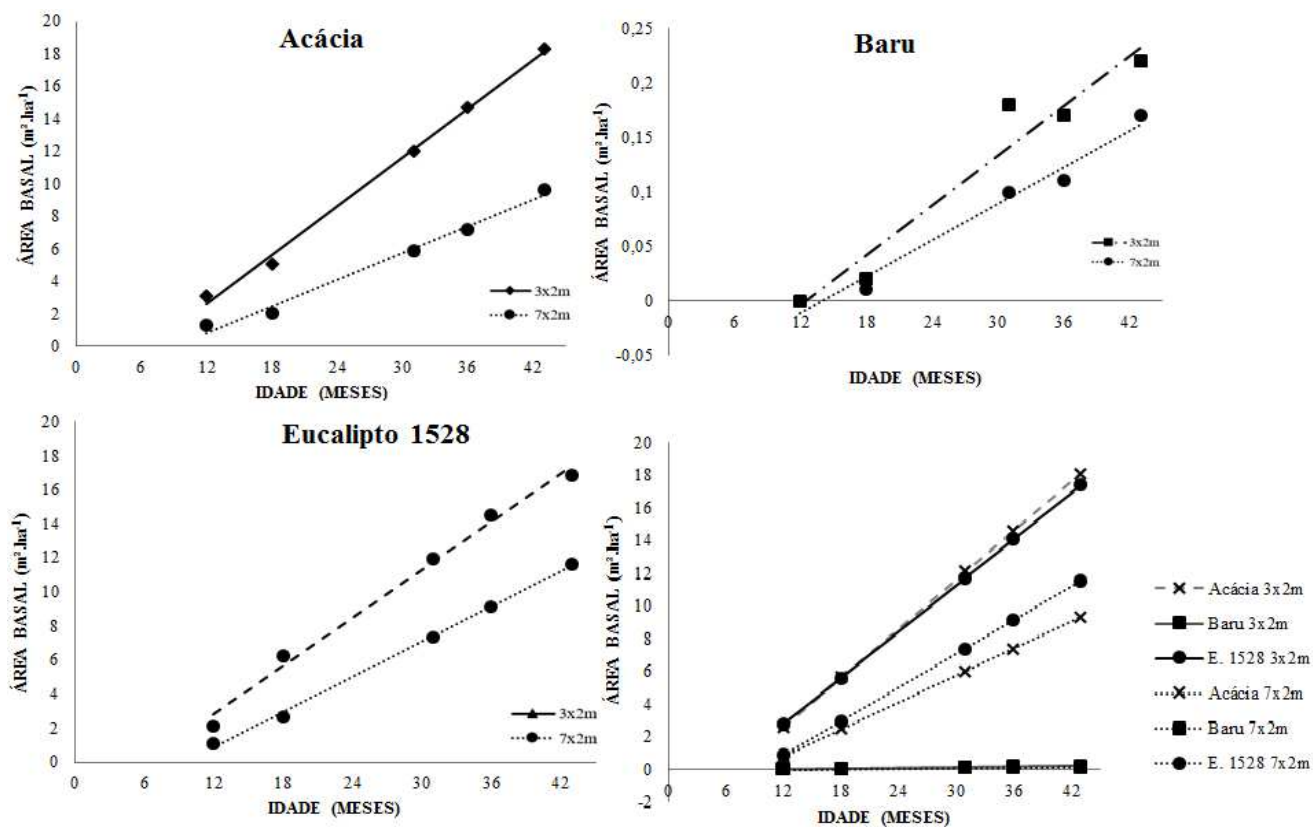 Acácia
ÁREA BASAL (m².ha⁻¹)
20
18
16
14
12
10
8
6
4
2
0
0 6 12 18 24 30 36 42
IDADE (MESES)
3x2m
7x2m
Baru
ÁREA BASAL (m².ha⁻¹)
0,25
0,2
0,15
0,1
0,05
0
-0,05
0 6 12 18 24 30 36 42
IDADE (MESES)
3x2m
7x2m
Eucalipto 1528
ÁREA BASAL (m².ha⁻¹)
20
18
16
14
12
10
8
6
4
2
0
0 6 12 18 24 30 36 42
IDADE (MESES)
3x2m
7x2m
ÁREA BASAL (m².ha⁻¹)
20
18
16
14
12
10
8
6
4
2
0
-2
0 6 12 18 24 30 36 42
IDADE (MESES)
Acácia 3x2m
Baru 3x2m
E. 1528 3x2m
Acácia 7x2m
Baru 7x2m
E. 1528 7x2m